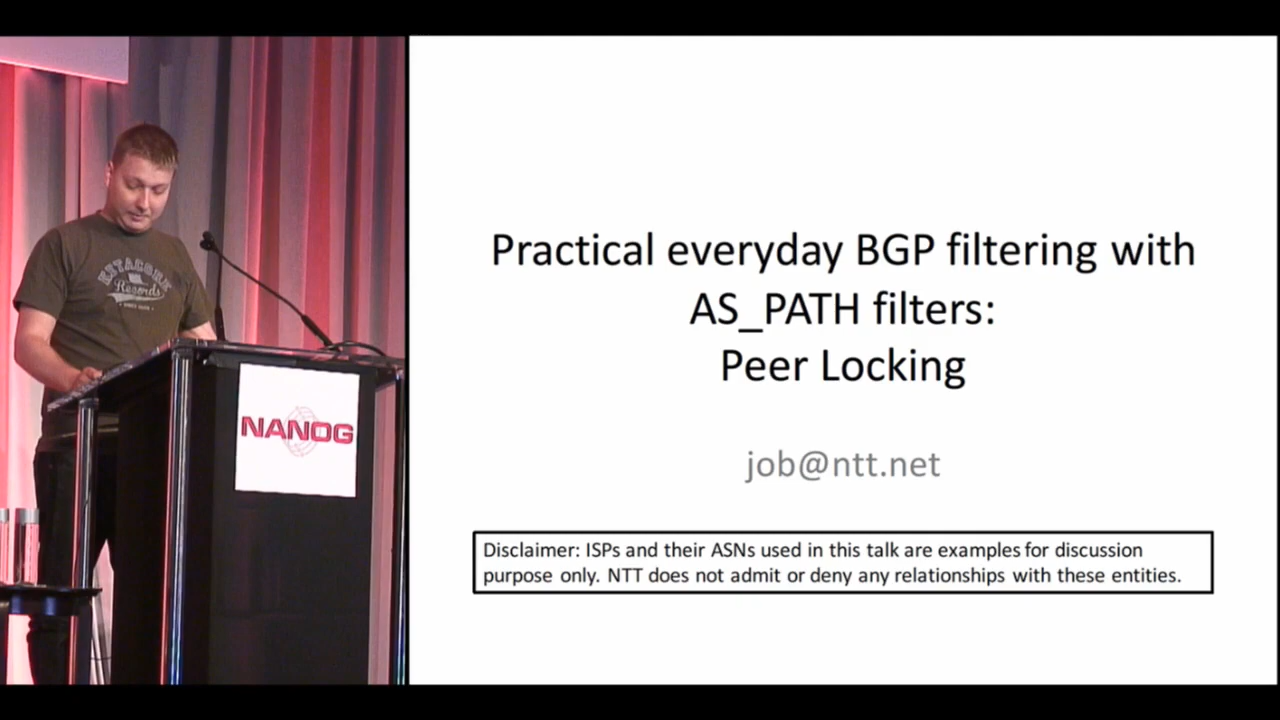 KITACORE
Records
NANOG
Practical everyday BGP filtering with
AS_PATH filters:
Peer Locking
job@ntt.net
Disclaimer: ISPs and their ASNs used in this talk are examples for discussion
purpose only. NTT does not admit or deny any relationships with these entities.